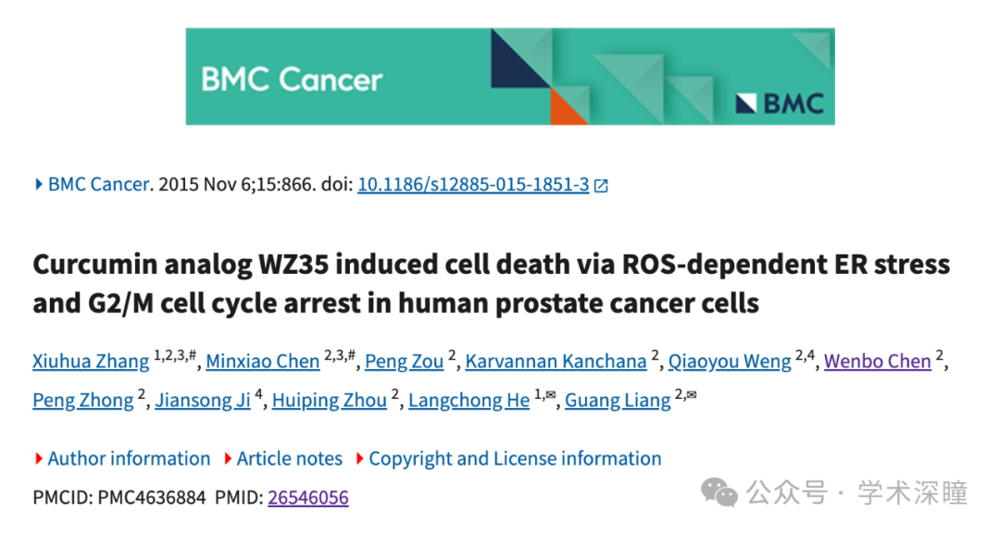 BMC Cancer
BMC
BMC Cancer. 2015 Nov 6;15:866. doi: 10.1186/s12885-015-1851-3
Curcumin analog WZ35 induced cell death via ROS-dependent ER stress
and G2/M cell cycle arrest in human prostate cancer cells
Xiuhua Zhang 1,2,3,#, Minxiao Chen 2,3,#, Peng Zou 2, Karvannan Kanchana 2, Qiaoyou Weng 2,4, Wenbo Chen 2,
Peng Zhong 2, Jiansong Ji 4, Huiping Zhou 2, Langchong He 1,✉, Guang Liang 2,✉
Author information Article notes Copyright and License information
PMCID: PMC4636884 PMID: 26546056
公众号 · 学术深瞳